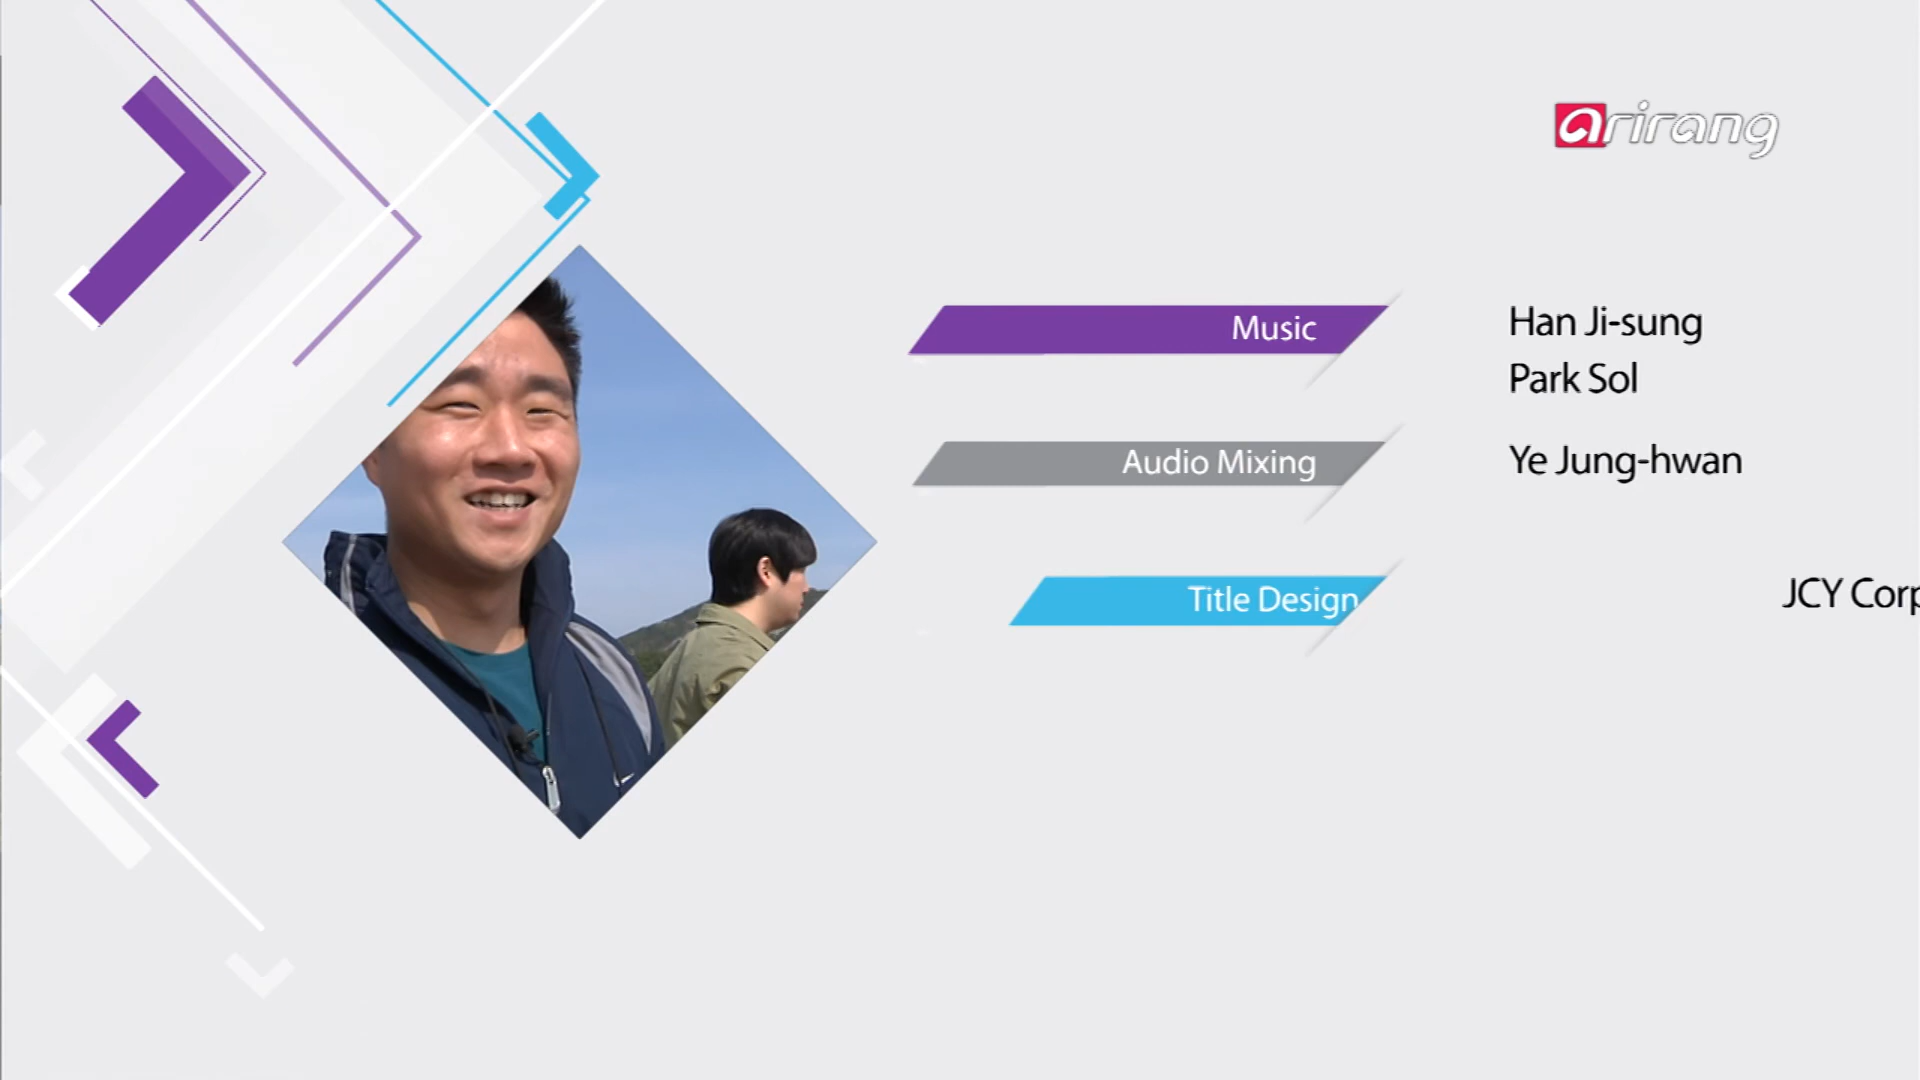 arirang
Music
Han Ji-sung
Park Sol
Audio Mixing
Ye Jung-hwan
Title Design
JCY Corp